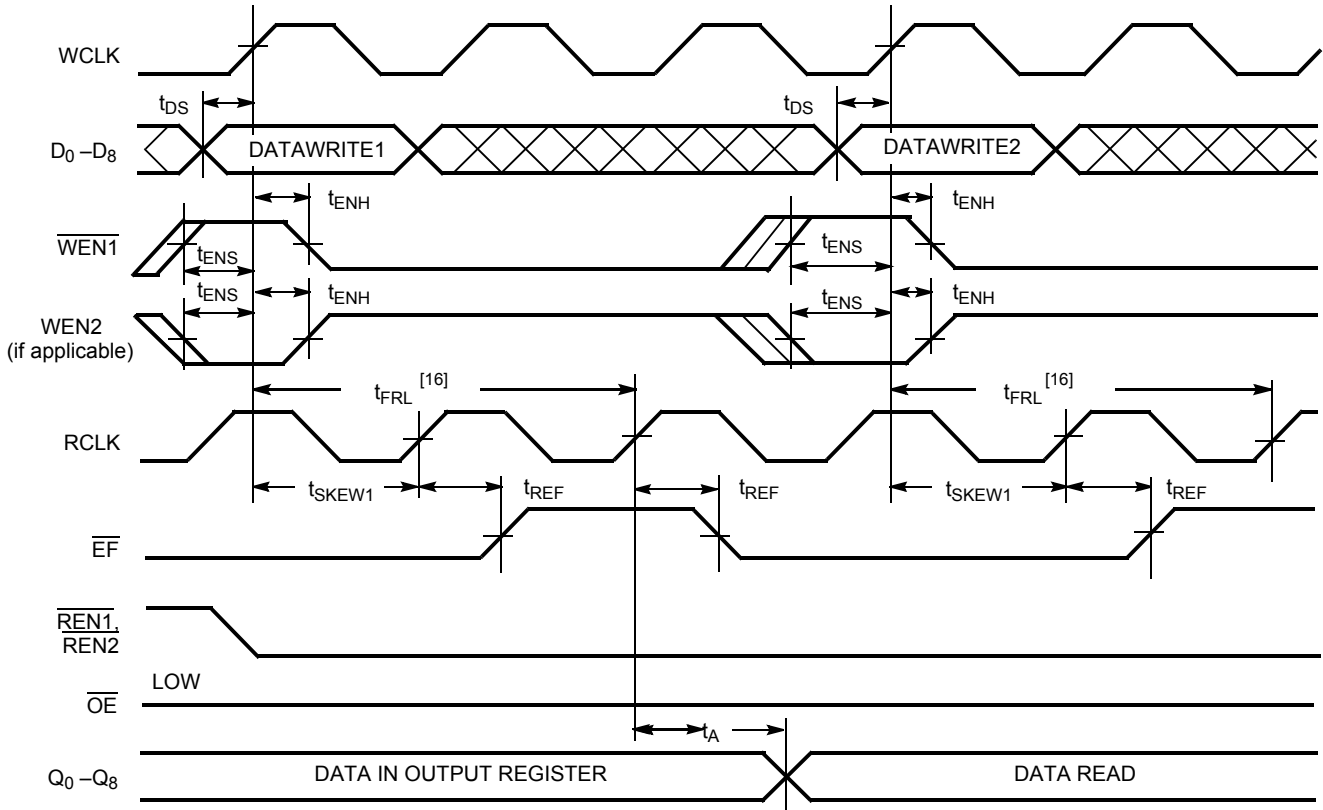 WCLK
tDS tDS
D0 –D8 DATAWRITE1 DATAWRITE2
tENH tENH
WEN1 tENS tENS
tENS tENH tENS tENH
WEN2
(if applicable)
tFRL [16] tFRL [16]
RCLK
tSKEW1 tREF tREF tSKEW1 tREF
EF
REN1,
REN2
LOW
OE
tA
Q0 –Q8 DATA IN OUTPUT REGISTER DATA READ